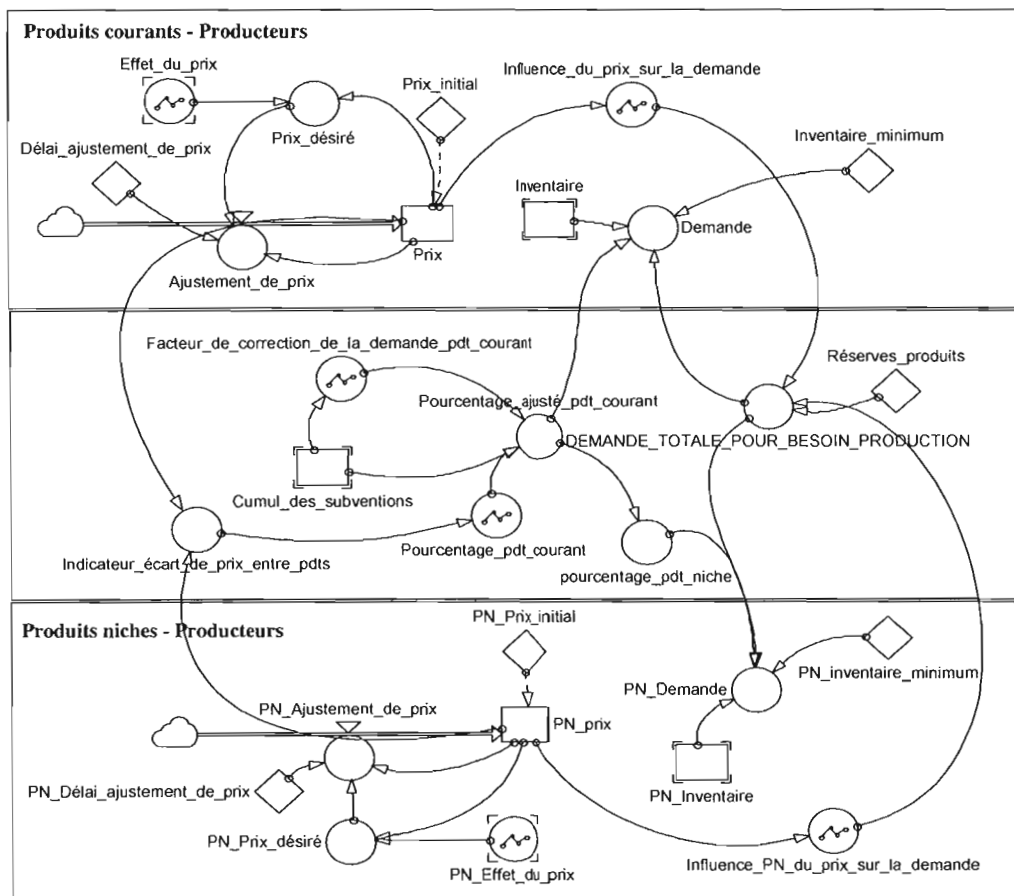 Produits courants - Producteurs
Effet_du_prix
Prix_initial
Influence_du_prix_sur_la_demande
Inventaire_minimum
Prix_désiré
Délai_ajustement_de_prix
Inventaire
Demande
Prix
Ajustement_de_prix
Facteur_de_correction_de_la_demande_pdt_courant
Réserves_produits
Pourcentage_ajusté_pdt_courant
DEMANDE_TOTALE_POUR_BESOIN_PRODUCTION
Cumul_des_subventions
Pourcentage_pdt_courant
Indicateur_écart_de_prix_entre_pdts
pourcentage_pdt_niche
Produits niches - Producteurs
PN_Prix_initial
PN_inventaire_minimum
PN_Demande
PN_Ajustement_de_prix
PN_prix
PN_Délai_ajustement_de_prix
PN_Inventaire
PN_Prix_désiré
PN_Effet_du_prix
Influence_PN_du_prix_sur_la_demande